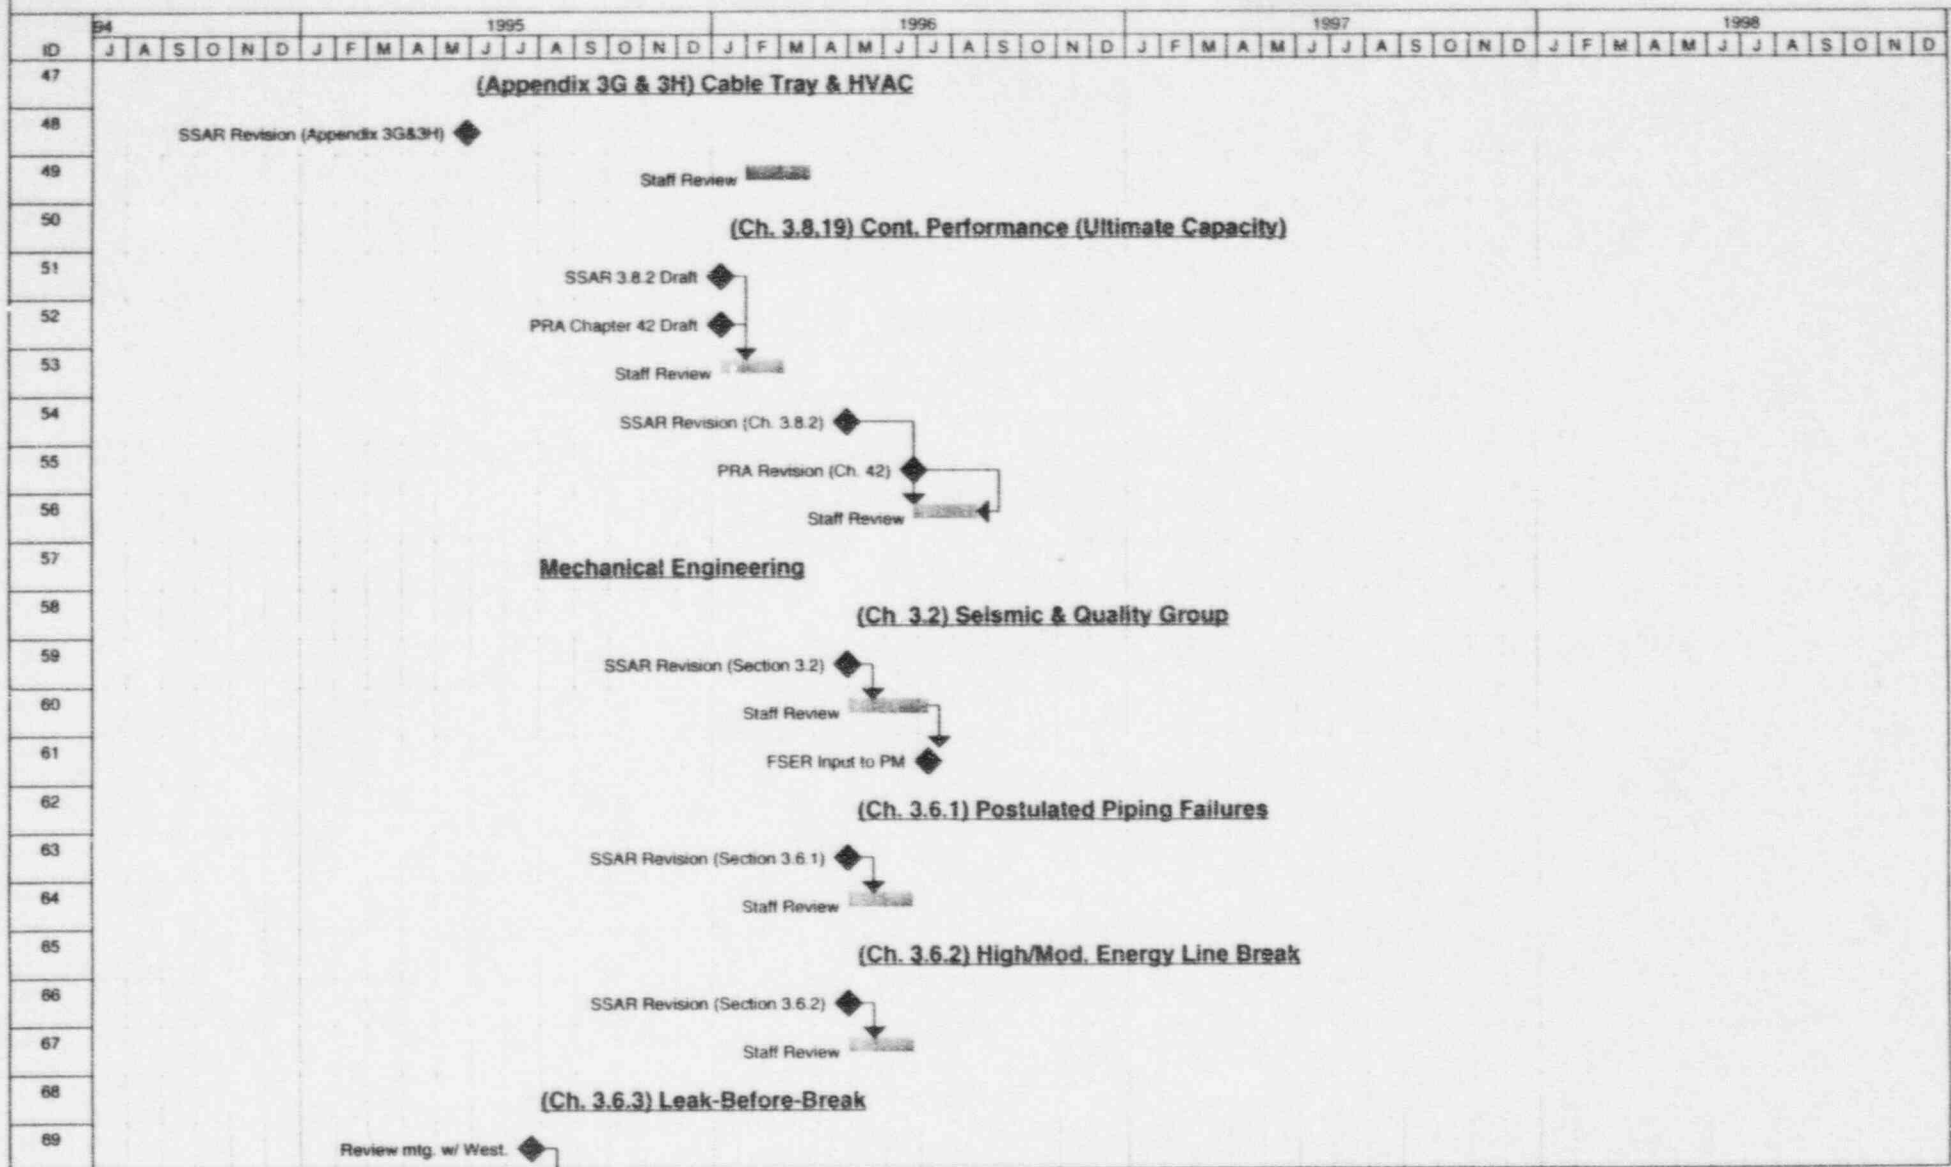 94 1995 1996 1997 1998
ID J A S O N D J F M A M J J A S O N D J F M A M J J A S O N D J F M A M J J A S O N D J F M A M J J A S O N D
47 (Appendix 3G & 3H) Cable Tray & HVAC
48 SSAR Revision (Appendix 3G&3H)
49 Staff Review
50 (Ch. 3.8.19) Cont. Performance (Ultimate Capacity)
51 SSAR 3.8.2 Draft
52 PRA Chapter 42 Draft
53 Staff Review
54 SSAR Revision (Ch. 3.8.2)
55 PRA Revision (Ch. 42)
56 Staff Review
57 Mechanical Engineering
58 (Ch 3.2) Seismic & Quality Group
59 SSAR Revision (Section 3.2)
60 Staff Review
61 FSER Input to PM
62 (Ch. 3.6.1) Postulated Piping Failures
63 SSAR Revision (Section 3.6.1)
64 Staff Review
65 (Ch. 3.6.2) High/Mod. Energy Line Break
66 SSAR Revision (Section 3.6.2)
67 Staff Review
68 (Ch. 3.6.3) Leak-Before-Break
69 Review mtg. w/ West.